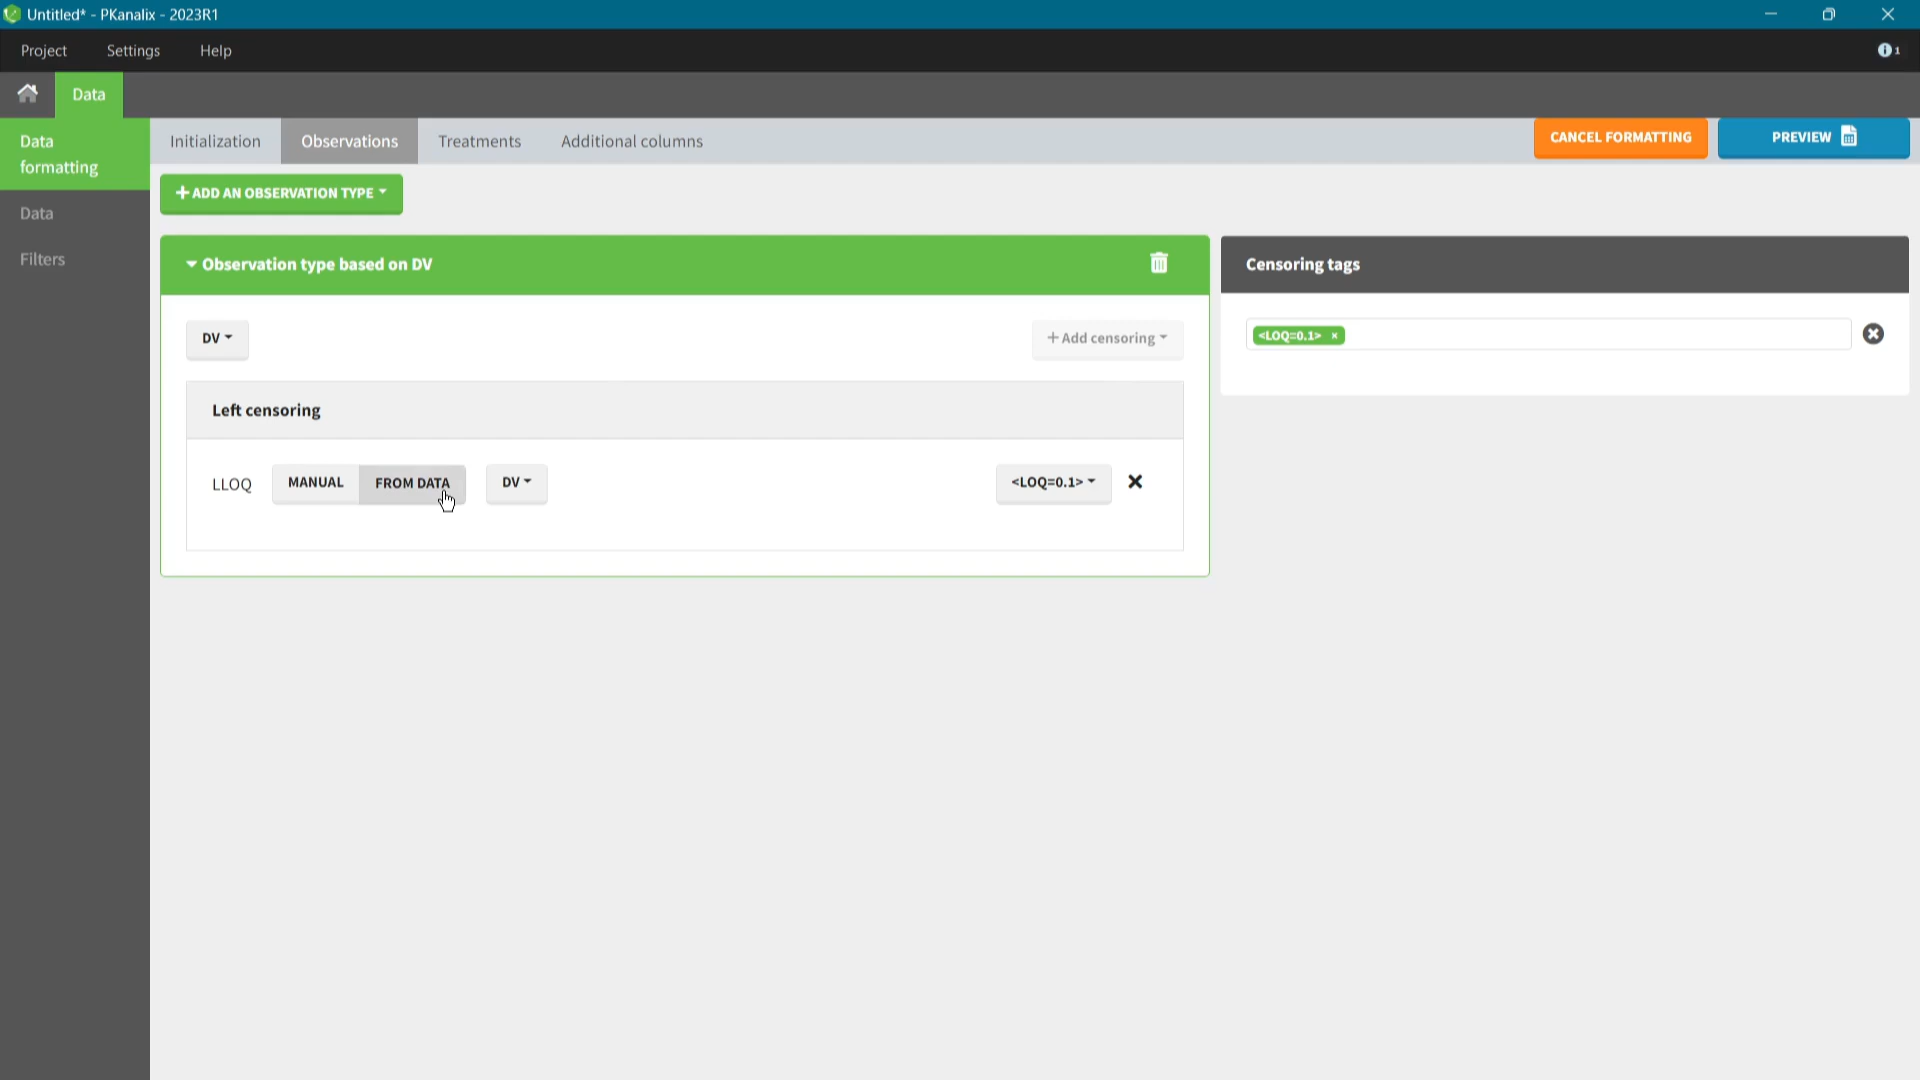 Untitled* - PKanalix - 2023R1
Project Settings Help 1
Data
Data formatting
Data
Filters
Initialization Observations Treatments Additional columns CANCEL FORMATTING PREVIEW
+ ADD AN OBSERVATION TYPE
Observation type based on DV
DV + Add censoring
Left censoring
LLOQ MANUAL FROM DATA DV <LOQ=0.1>
Censoring tags
<LOQ=0.1> ×